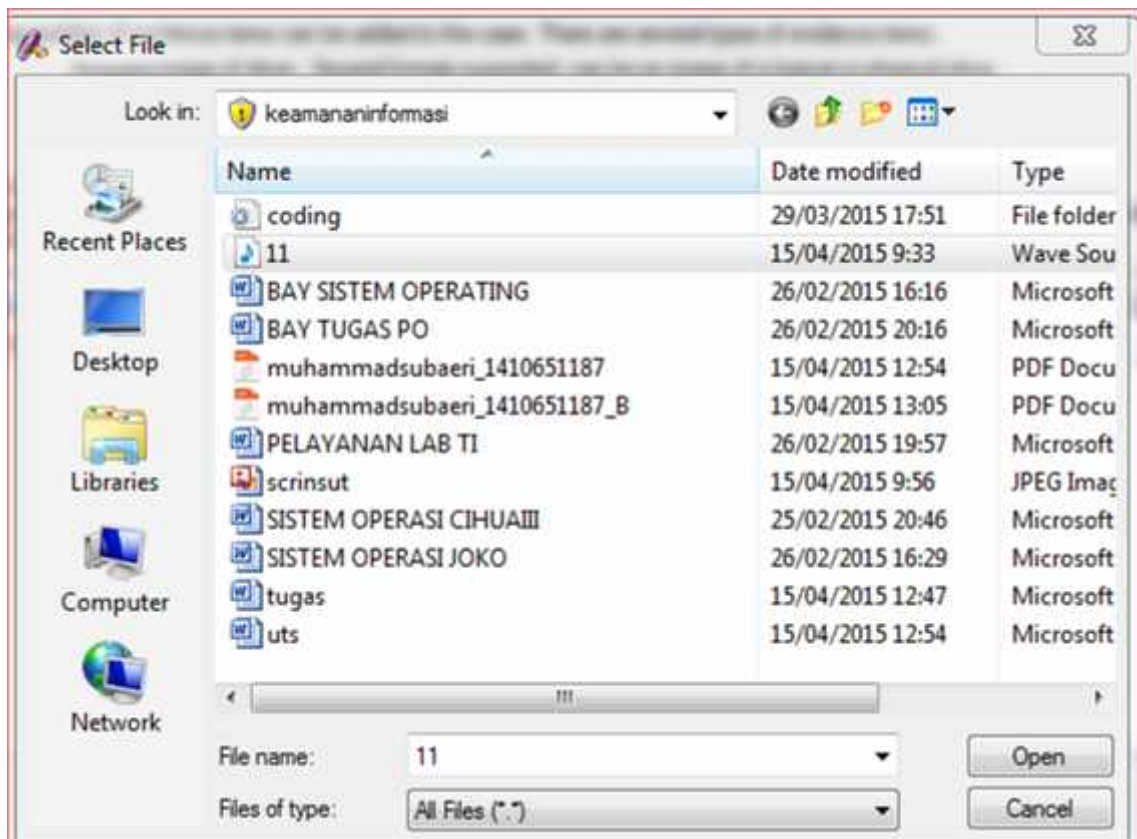 Select File
Look in: keamananinformasi
Recent Places
Desktop
Libraries
Computer
Network
Name Date modified Type
coding 29/03/2015 17:51 File folder
11 15/04/2015 9:33 Wave Sou
BAY SISTEM OPERATING 26/02/2015 16:16 Microsoft
BAY TUGAS PO 26/02/2015 20:16 Microsoft
muhammadsubaeri_1410651187 15/04/2015 12:54 PDF Docu
muhammadsubaeri_1410651187_B 15/04/2015 13:05 PDF Docu
PELAYANAN LAB TI 26/02/2015 19:57 Microsoft
scrinsut 15/04/2015 9:56 JPEG Imag
SISTEM OPERASI CIHUAIII 25/02/2015 20:46 Microsoft
SISTEM OPERASI JOKO 26/02/2015 16:29 Microsoft
tugas 15/04/2015 12:47 Microsoft
uts 15/04/2015 12:54 Microsoft
File name: 11 Open
Files of type: All Files (*.*) Cancel